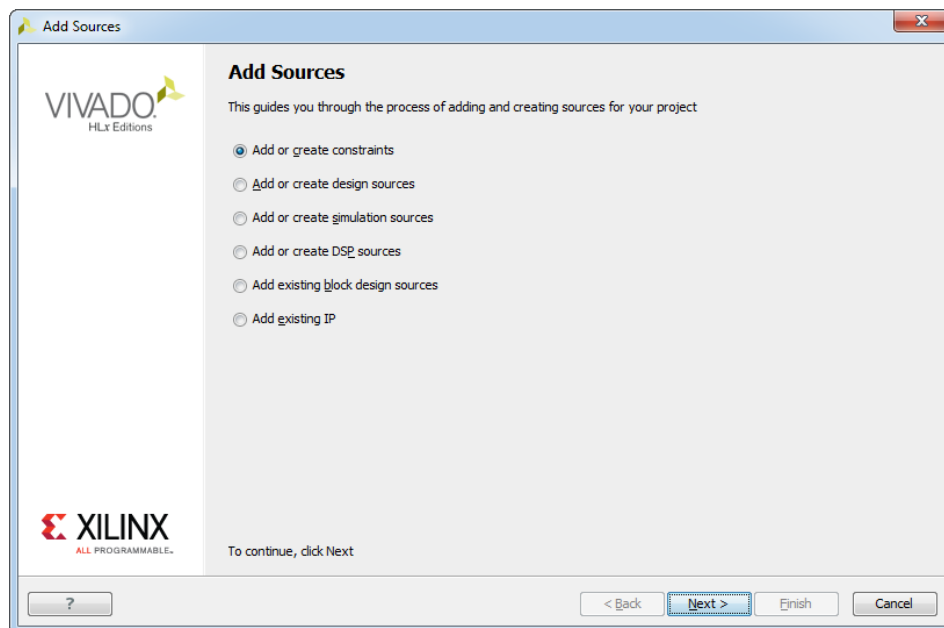 Add Sources
VIVADO.
HLx Editions
Add Sources
This guides you through the process of adding and creating sources for your project
Add or create constraints
Add or create design sources
Add or create simulation sources
Add or create DSP sources
Add existing block design sources
Add existing IP
XILINX
ALL PROGRAMMABLE™
To continue, click Next
?
< Back
Next >
Finish
Cancel